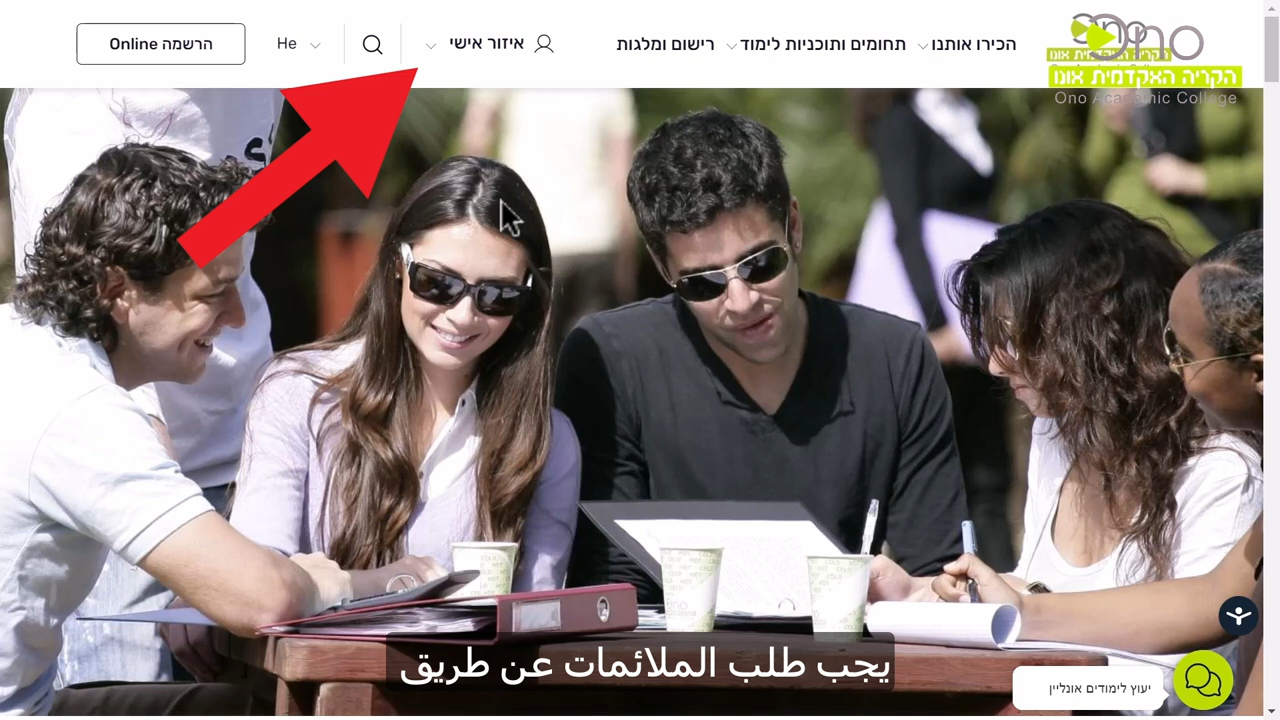 הכירו אותנו
תחומים ותוכניות לימוד
רישום ומלגות
איזור אישי
He
הרשמה Online
Ono
הקריה האקדמית אונו
Ono Academic College
يجب طلب الملائمات عن طريق
יעוץ לימודים אונליין